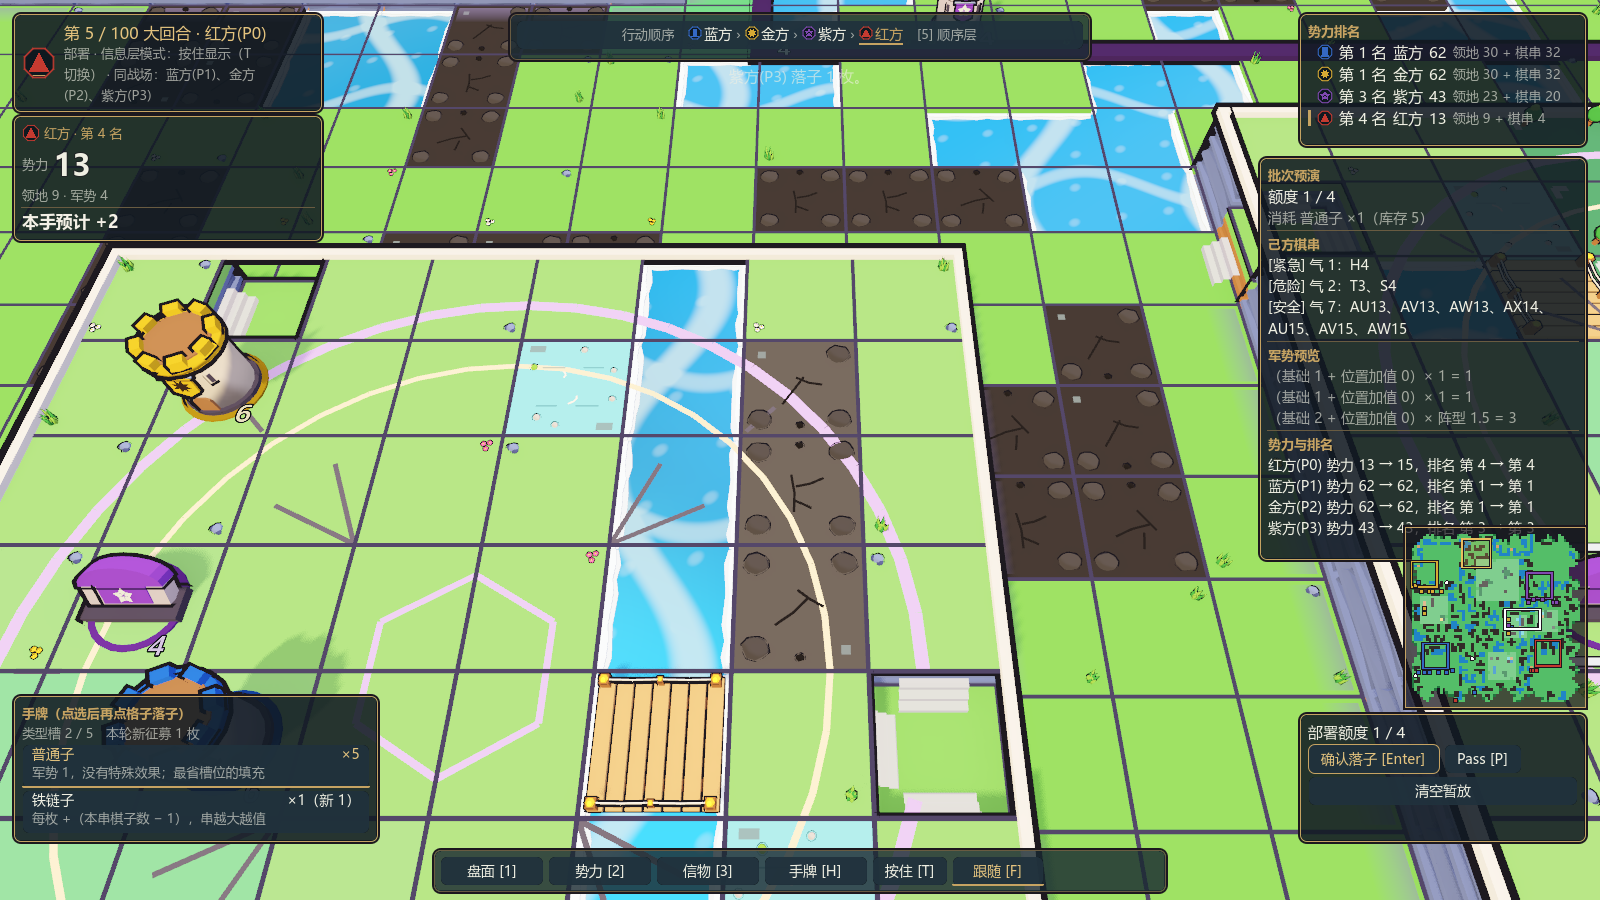 第 5 / 100 大回合 · 红方(P0)
部署 · 信息层模式：按住显示（T
切换） · 同战场：蓝方(P1)、金方
(P2)、紫方(P3)
红方 · 第 4 名
势力 13
领地 9 · 军势 4
本手预计 +2
行动顺序 蓝方 › 金方 › 紫方 › 红方 [5] 顺序层
紫方(P3) 落子 1 枚。
势力排名
第 1 名 蓝方 62 领地 30 + 棋串 32
第 1 名 金方 62 领地 30 + 棋串 32
第 3 名 紫方 43 领地 23 + 棋串 20
第 4 名 红方 13 领地 9 + 棋串 4
批次预演
额度 1 / 4
消耗 普通子 ×1（库存 5）
己方棋串
[紧急] 气 1：H4
[危险] 气 2：T3、S4
[安全] 气 7：AU13、AV13、AW13、AX14、
AU15、AV15、AW15
军势预览
（基础 1 + 位置加值 0）× 1 = 1
（基础 1 + 位置加值 0）× 1 = 1
（基础 2 + 位置加值 0）× 阵型 1.5 = 3
势力与排名
红方(P0) 势力 13 → 15，排名 第 4 → 第 4
蓝方(P1) 势力 62 → 62，排名 第 1 → 第 1
金方(P2) 势力 62 → 62，排名 第 1 → 第 1
紫方(P3) 势力 43 → 43，排名 第 3 → 第 3
6
4
手牌（点选后再点格子落子）
类型槽 2 / 5 本轮新征募 1 枚
普通子 ×5
军势 1，没有特殊效果；最省槽位的填充
铁链子 ×1（新 1）
每枚 +（本串棋子数 − 1），串越大越值
部署额度 1 / 4
确认落子 [Enter] Pass [P]
清空暂放
盘面 [1] 势力 [2] 信物 [3] 手牌 [H] 按住 [T] 跟随 [F]